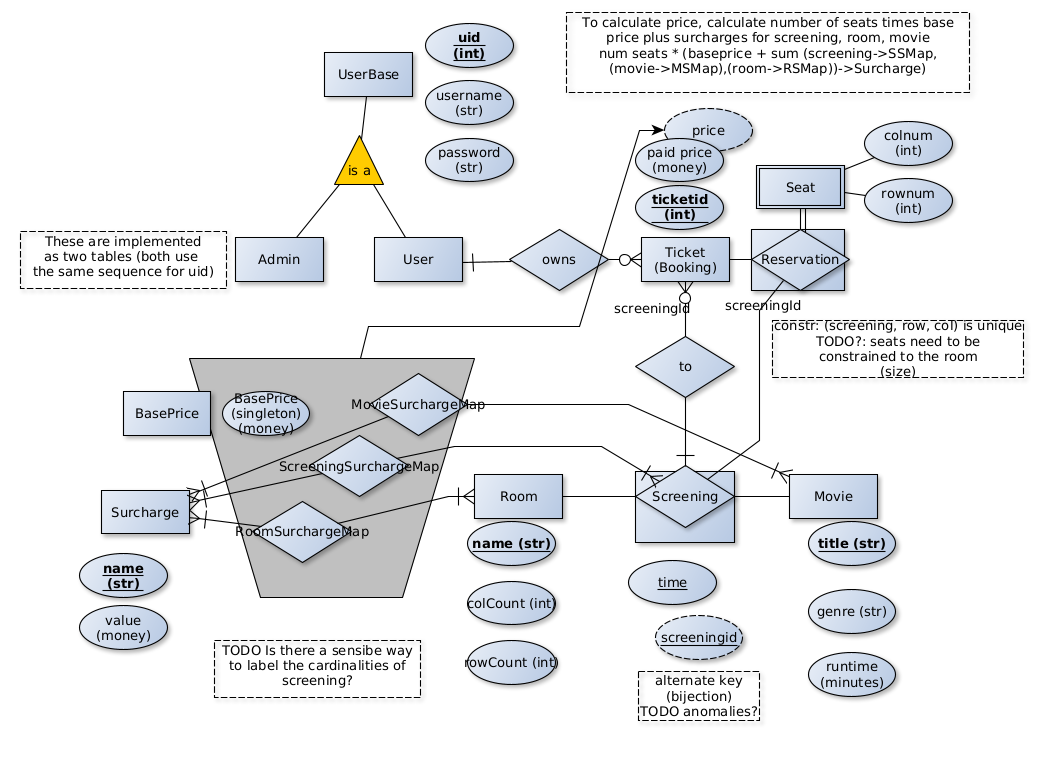 To calculate price, calculate number of seats times base
price plus surcharges for screening, room, movie
num seats * (baseprice + sum (screening->SSMap,
(movie->MSMap),(room->RSMap))->Surcharge)
uid
(int)
UserBase
username
(str)
password
(str)
is a
price
paid price
(money)
ticketid
(int)
colnum
(int)
Seat
rownum
(int)
These are implemented
as two tables (both use
the same sequence for uid)
Admin
User
owns
Ticket
(Booking)
Reservation
screeningId
screeningId
constr: (screening, row, col) is unique
TODO?: seats need to be
constrained to the room
(size)
to
BasePrice
BasePrice
(singleton)
(money)
MovieSurchargeMap
ScreeningSurchargeMap
RoomSurchargeMap
Surcharge
Room
Screening
Movie
name
(str)
value
(money)
name (str)
colCount (int)
rowCount (int)
time
screeningid
title (str)
genre (str)
runtime
(minutes)
TODO Is there a sensibe way
to label the cardinalities of
screening?
alternate key
(bijection)
TODO anomalies?